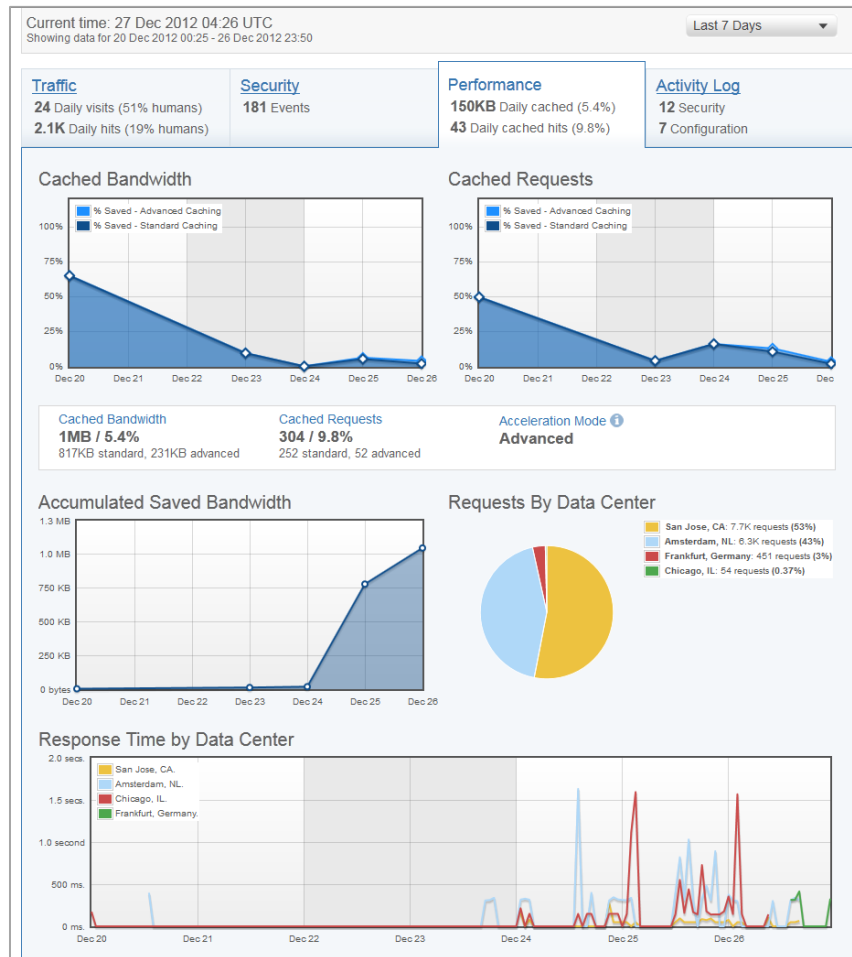 Current time: 27 Dec 2012 04:26 UTC
Showing data for 20 Dec 2012 00:25 - 26 Dec 2012 23:50
Last 7 Days
Traffic
24 Daily visits (51% humans)
2.1K Daily hits (19% humans)
Security
181 Events
Performance
150KB Daily cached (5.4%)
43 Daily cached hits (9.8%)
Activity Log
12 Security
7 Configuration
Cached Bandwidth
% Saved - Advanced Caching
% Saved - Standard Caching
100%
75%
50%
25%
0%
Dec 20 Dec 21 Dec 22 Dec 23 Dec 24 Dec 25 Dec 26
Cached Requests
% Saved - Advanced Caching
% Saved - Standard Caching
100%
75%
50%
25%
0%
Dec 20 Dec 21 Dec 22 Dec 23 Dec 24 Dec 25 Dec
Cached Bandwidth
1MB / 5.4%
817KB standard, 231KB advanced
Cached Requests
304 / 9.8%
252 standard, 52 advanced
Acceleration Mode i
Advanced
Accumulated Saved Bandwidth
1.3 MB
1.0 MB
750 KB
500 KB
250 KB
0 bytes
Dec 20 Dec 21 Dec 22 Dec 23 Dec 24 Dec 25 Dec 26
Requests By Data Center
San Jose, CA: 7.7K requests (53%)
Amsterdam, NL: 6.3K requests (43%)
Frankfurt, Germany: 451 requests (3%)
Chicago, IL: 54 requests (0.37%)
Response Time by Data Center
2.0 secs.
1.5 secs.
1.0 second
500 ms.
0 ms.
San Jose, CA.
Amsterdam, NL.
Chicago, IL.
Frankfurt, Germany.
Dec 20 Dec 21 Dec 22 Dec 23 Dec 24 Dec 25 Dec 26